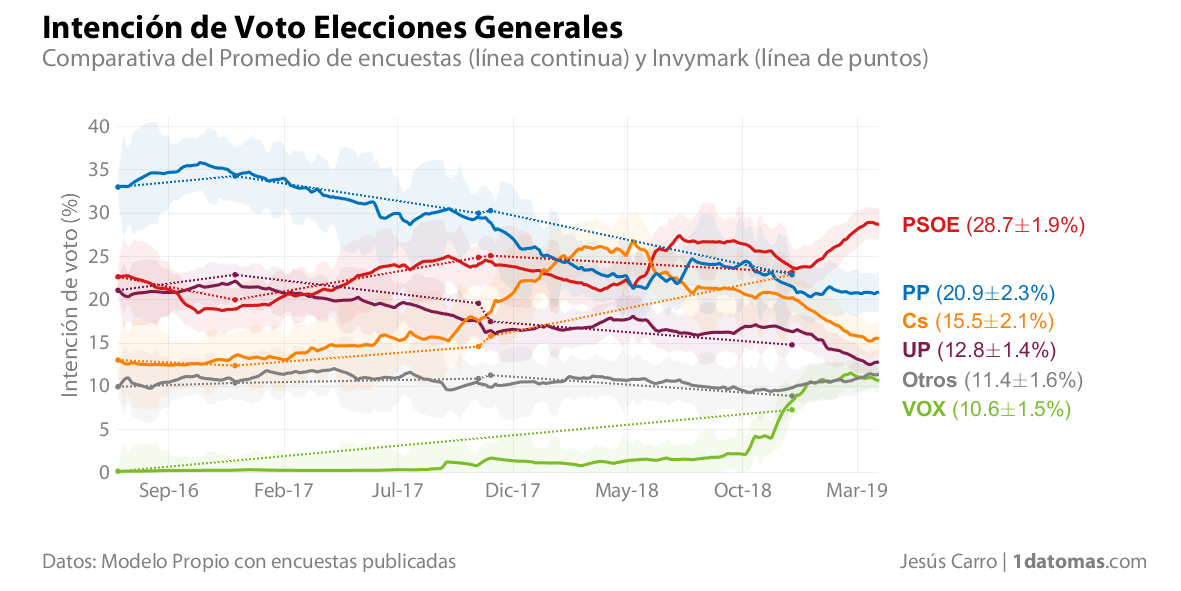 Intención de Voto Elecciones Generales
Comparativa del Promedio de encuestas (línea continua) y Invymark (línea de puntos)
Intención de voto (%)
40
35
30
25
20
15
10
5
0
Sep-16 Feb-17 Jul-17 Dic-17 May-18 Oct-18 Mar-19
PSOE (28.7±1.9%)
PP (20.9±2.3%)
Cs (15.5±2.1%)
UP (12.8±1.4%)
Otros (11.4±1.6%)
VOX (10.6±1.5%)
Datos: Modelo Propio con encuestas publicadas
Jesús Carro | 1datomas.com